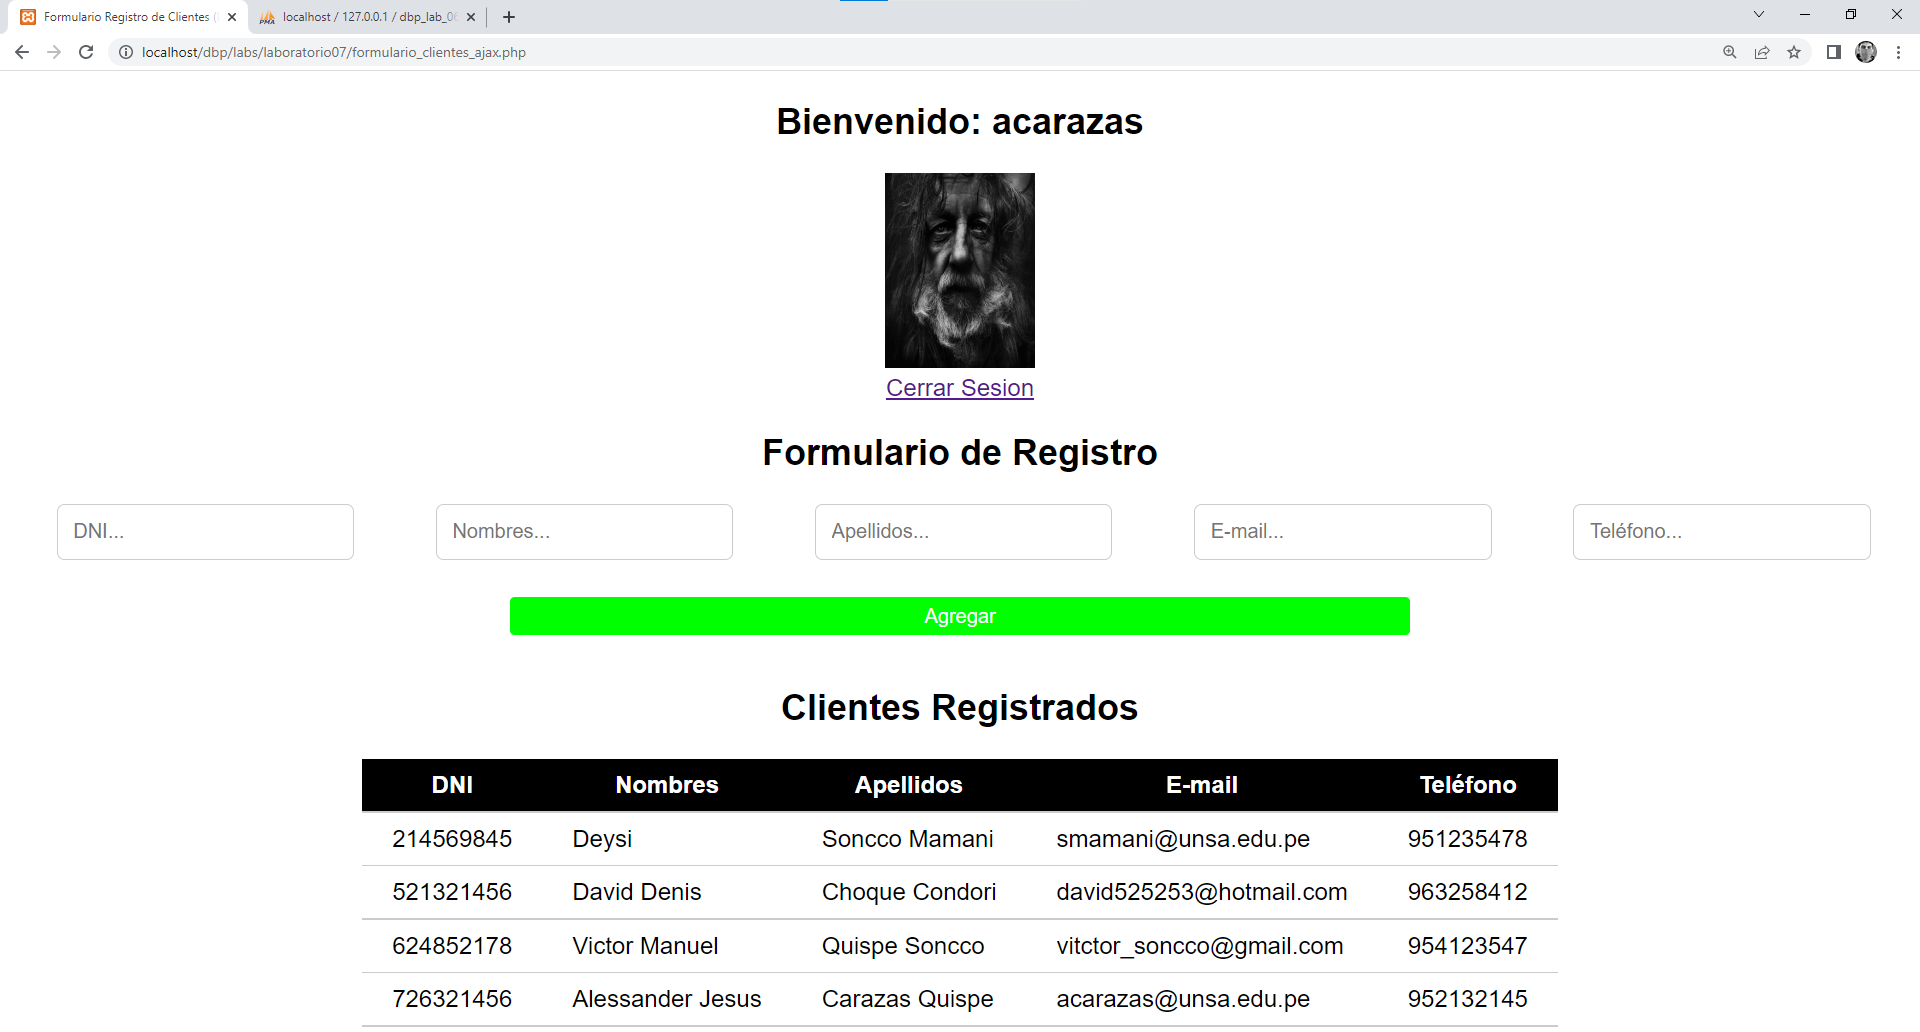 Formulario Registro de Clientes (
localhost / 127.0.0.1 / dbp_lab_06
localhost/dbp/labs/laboratorio07/formulario_clientes_ajax.php
Bienvenido: acarazas
Cerrar Sesion
Formulario de Registro
DNI... Nombres... Apellidos... E-mail... Teléfono...
Agregar
Clientes Registrados
DNI Nombres Apellidos E-mail Teléfono
214569845 Deysi Soncco Mamani smamani@unsa.edu.pe 951235478
521321456 David Denis Choque Condori david525253@hotmail.com 963258412
624852178 Victor Manuel Quispe Soncco vitctor_soncco@gmail.com 954123547
726321456 Alessander Jesus Carazas Quispe acarazas@unsa.edu.pe 952132145